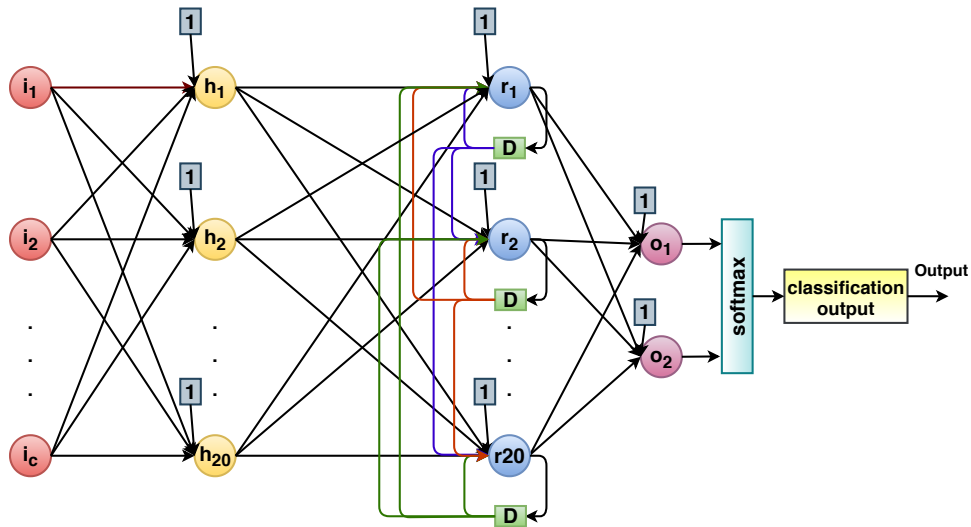 1
1
i1
h1
r1
D
1
1
1
i2
h2
r2
o1
D
softmax
classification
output
Output
1
o2
.
.
.
.
.
.
.
.
.
1
1
ic
h20
r20
D